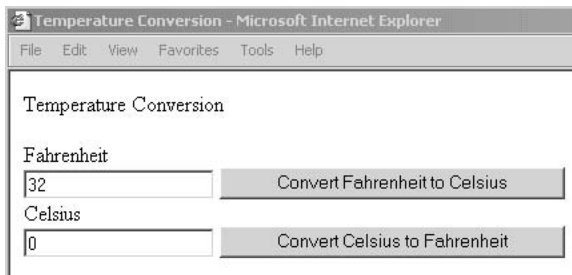 Temperature Conversion - Microsoft Internet Explorer
File Edit View Favorites Tools Help
Temperature Conversion
Fahrenheit
32 Convert Fahrenheit to Celsius
Celsius
0 Convert Celsius to Fahrenheit